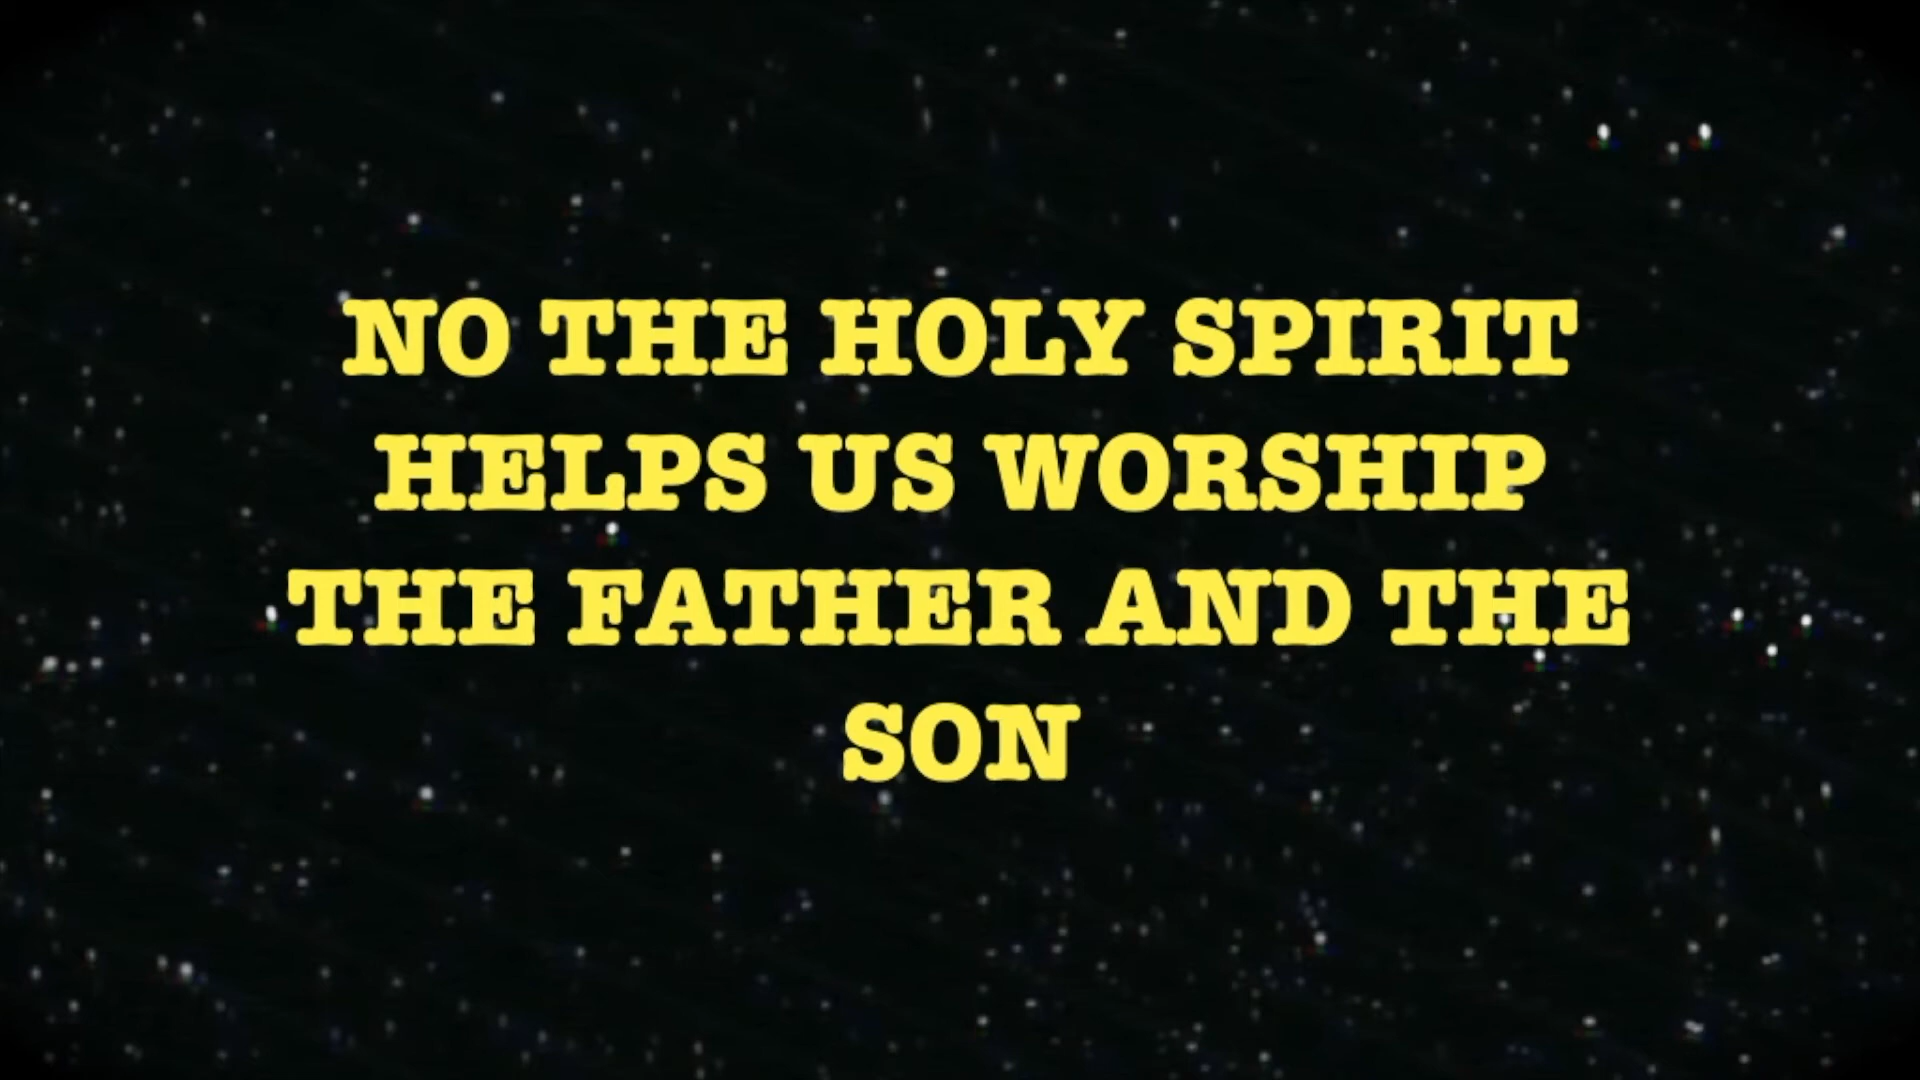 NO THE HOLY SPIRIT
HELPS US WORSHIP
THE FATHER AND THE
SON